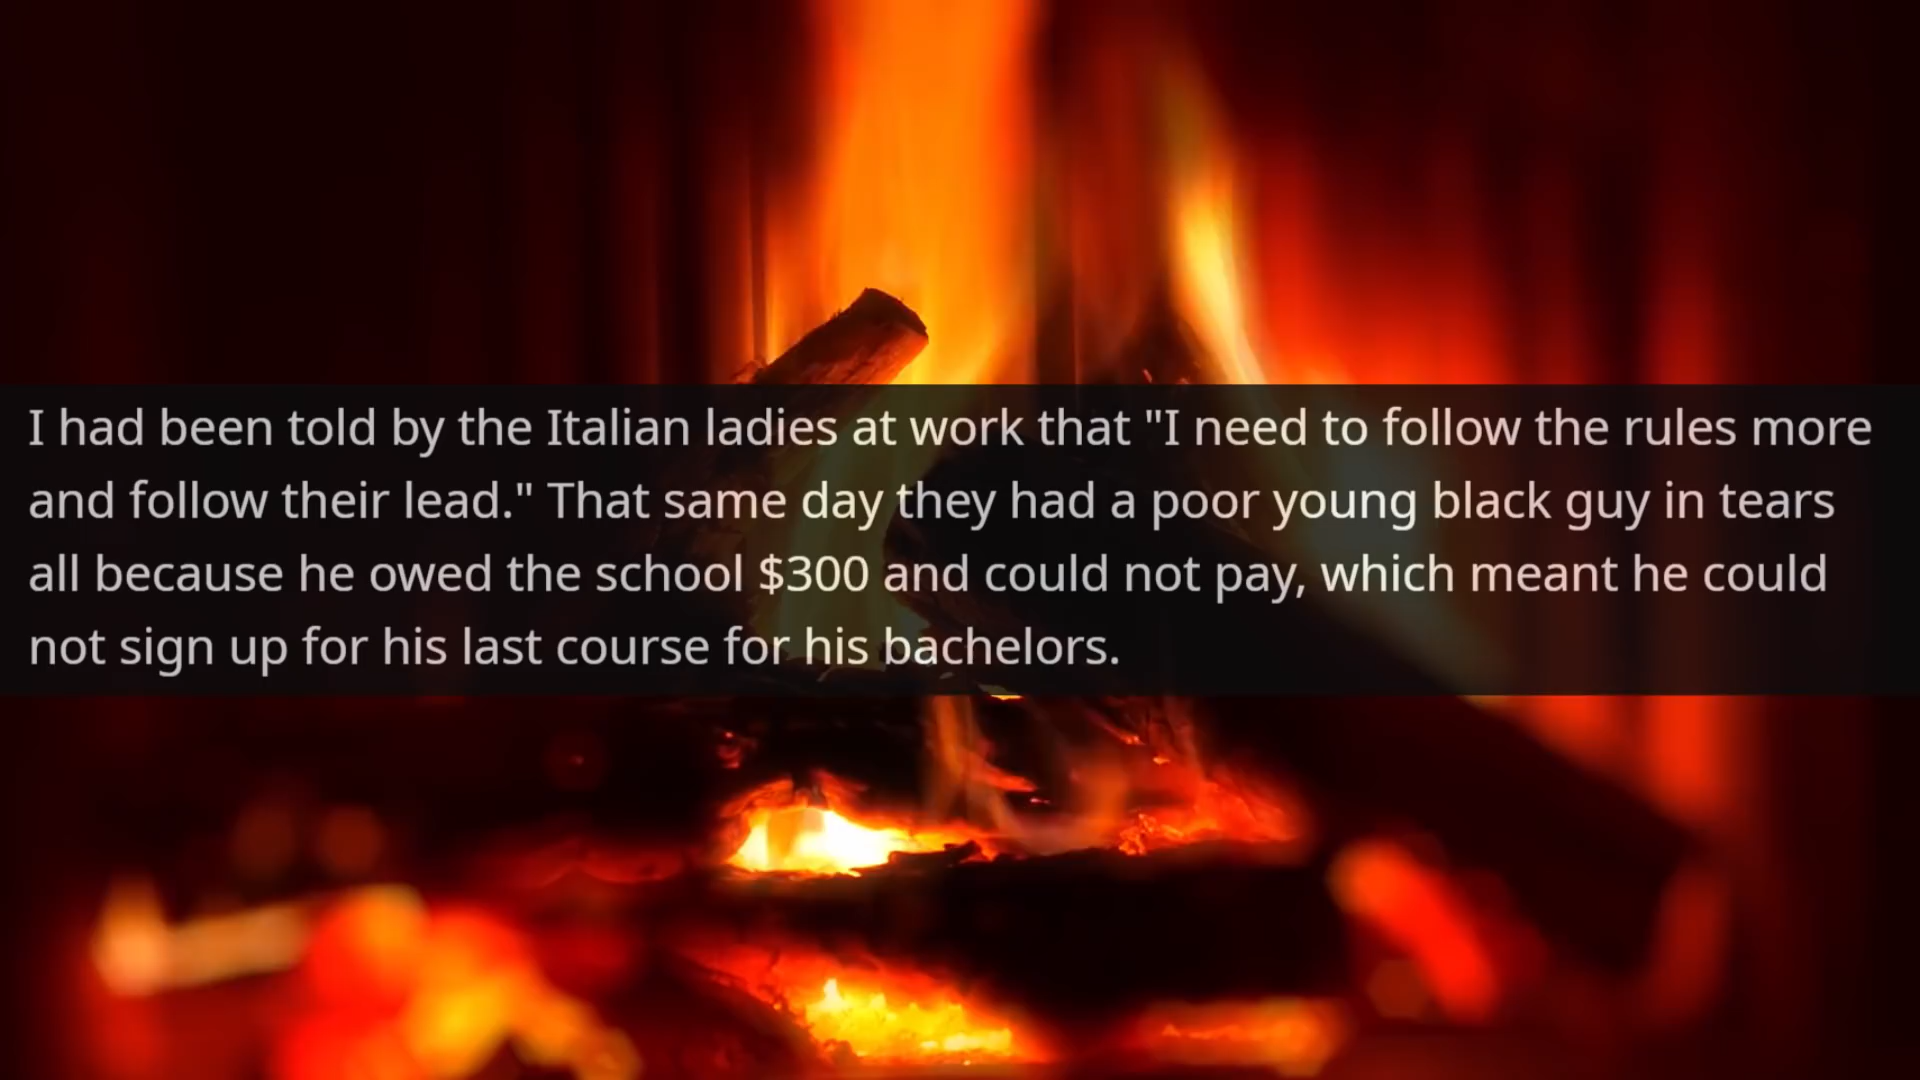 I had been told by the Italian ladies at work that "I need to follow the rules more
and follow their lead." That same day they had a poor young black guy in tears
all because he owed the school $300 and could not pay, which meant he could
not sign up for his last course for his bachelors.